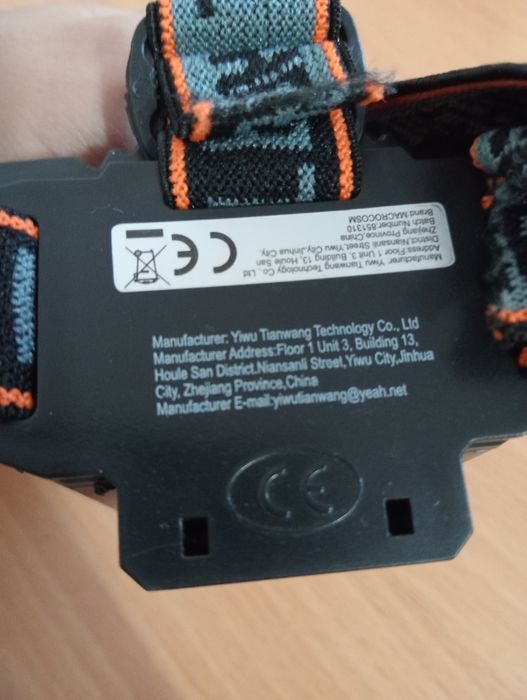 Manufacturer: Yiwu Tianwang Technology Co., Ltd
Address:Floor 1 Unit 3, Building 13, Houle San
District,Niansanli Street,Yiwu City,Jinhua City,
Zhejiang Province,China
Batch Number:851310
Brand:MACROCOSM
CE
Manufacturer: Yiwu Tianwang Technology Co., Ltd
Manufacturer Address:Floor 1 Unit 3, Building 13,
Houle San District.Niansanli Street,Yiwu City,Jinhua
City, Zhejiang Province,China
Manufacturer E-mail:yiwutianwang@yeah.net
CE